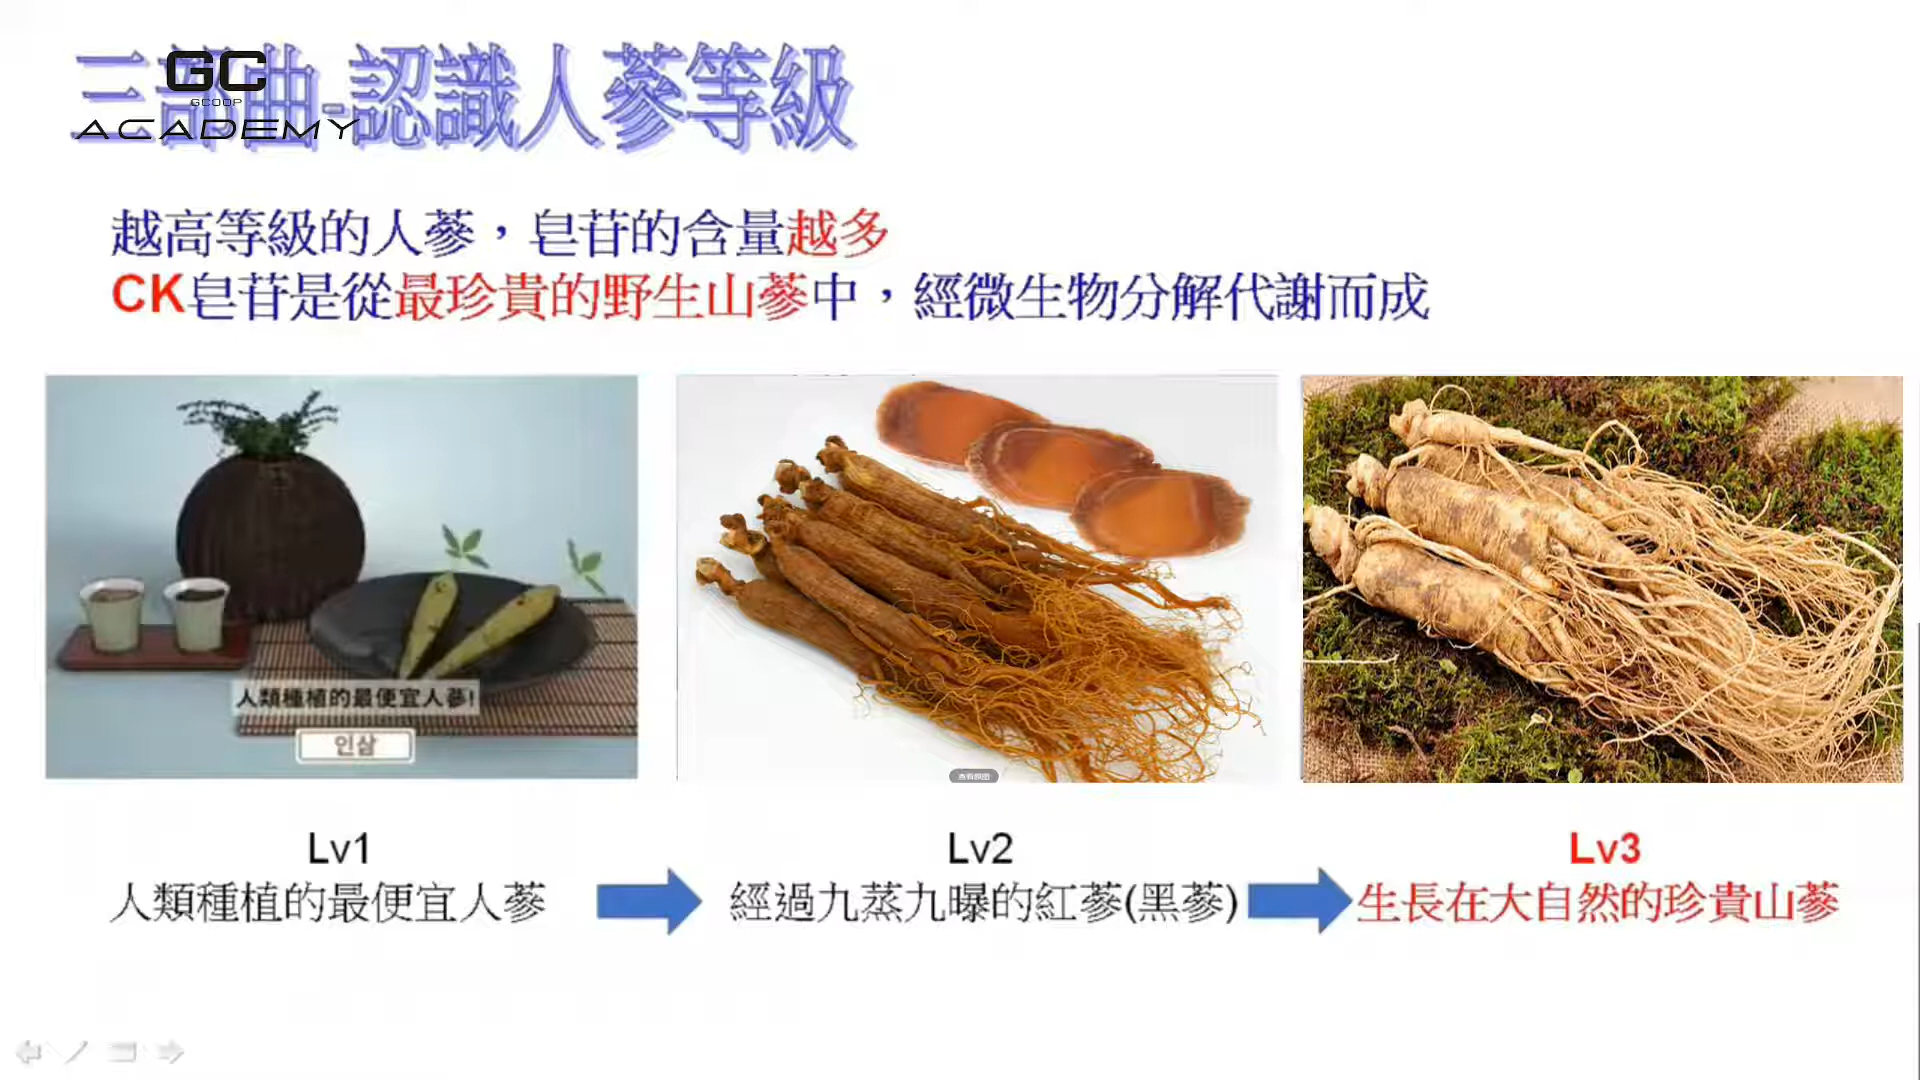 三部曲-認識人蔘等級
GC
GCOOP
ACADEMY
越高等級的人蔘，皂苷的含量越多
CK皂苷是從最珍貴的野生山蔘中，經微生物分解代謝而成
人類種植的最便宜人蔘!
인삼
查看原图
Lv1
人類種植的最便宜人蔘
Lv2
經過九蒸九曝的紅蔘(黑蔘)
Lv3
生長在大自然的珍貴山蔘